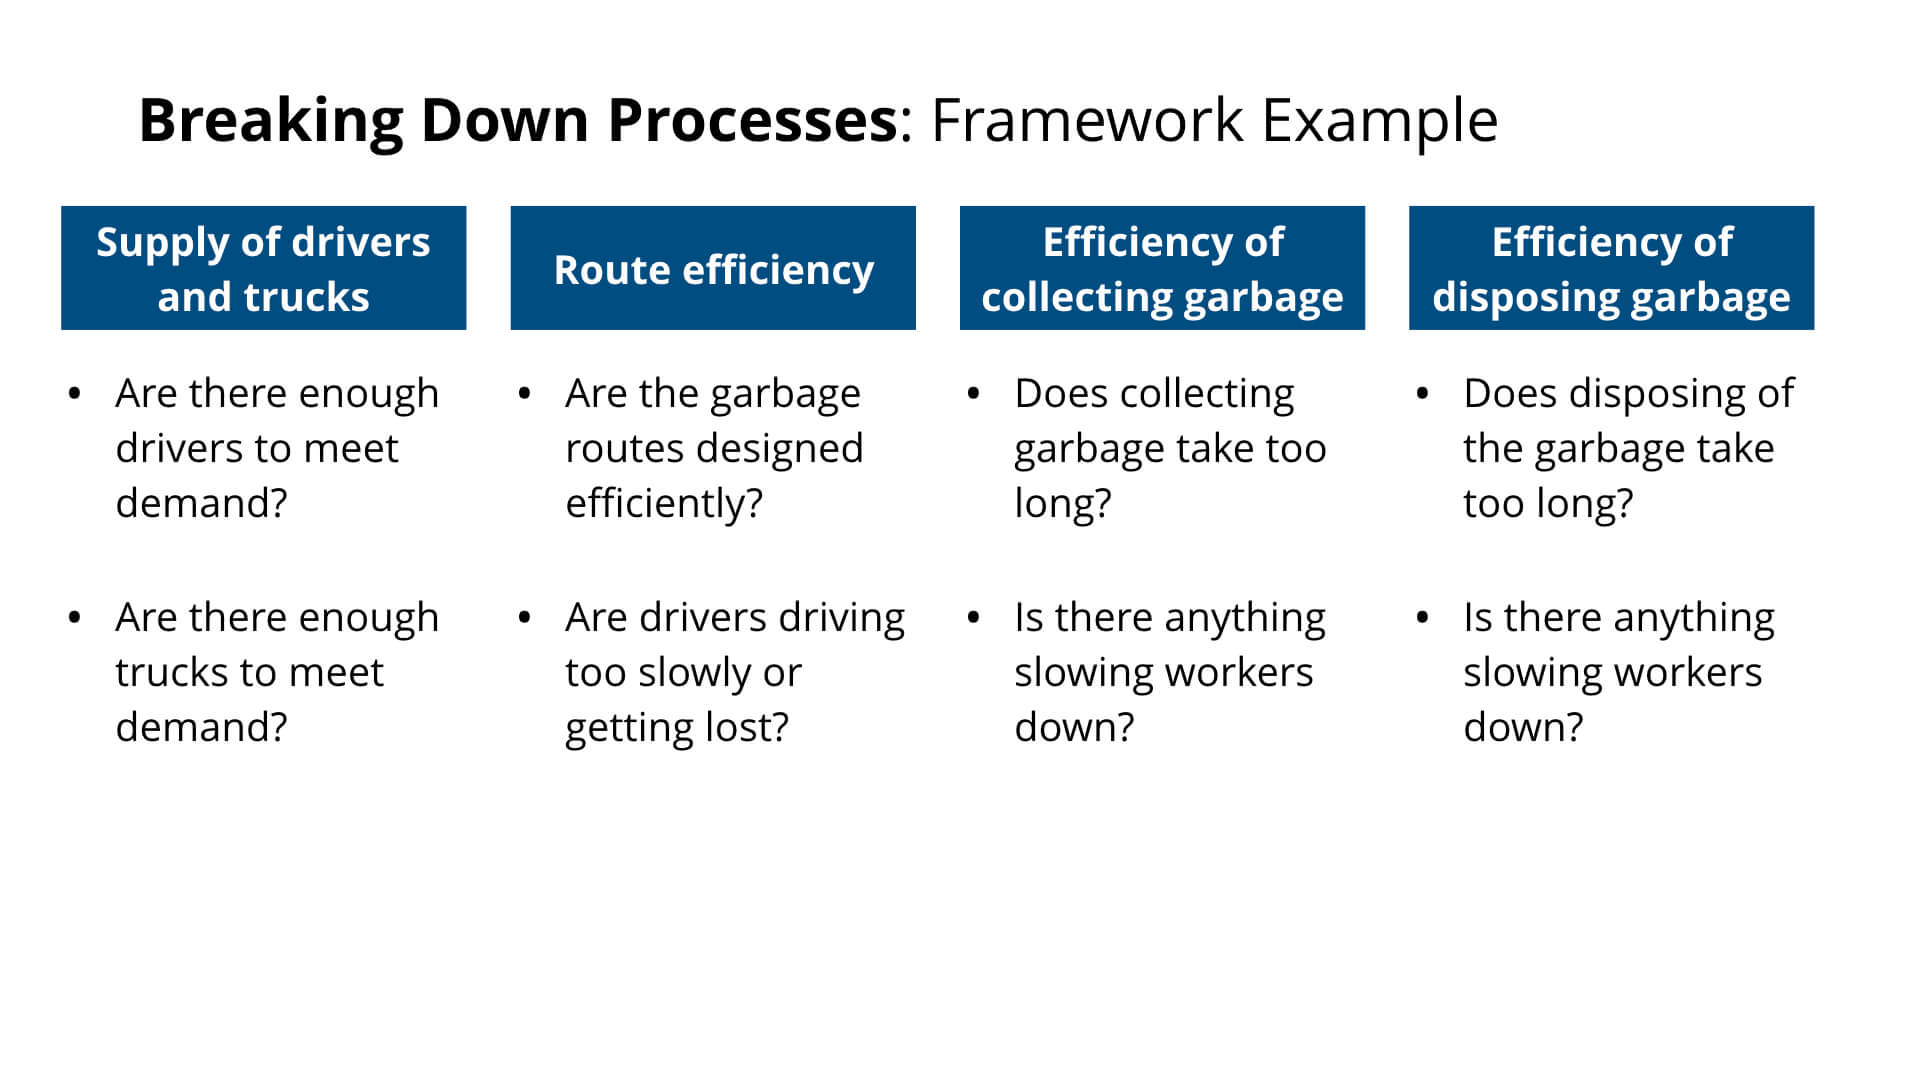 Breaking Down Processes: Framework Example
Supply of drivers
and trucks
• Are there enough
drivers to meet
demand?
• Are there enough
trucks to meet
demand?
Route efficiency
• Are the garbage
routes designed
efficiently?
• Are drivers driving
too slowly or
getting lost?
Efficiency of
collecting garbage
• Does collecting
garbage take too
long?
• Is there anything
slowing workers
down?
Efficiency of
disposing garbage
• Does disposing of
the garbage take
too long?
• Is there anything
slowing workers
down?